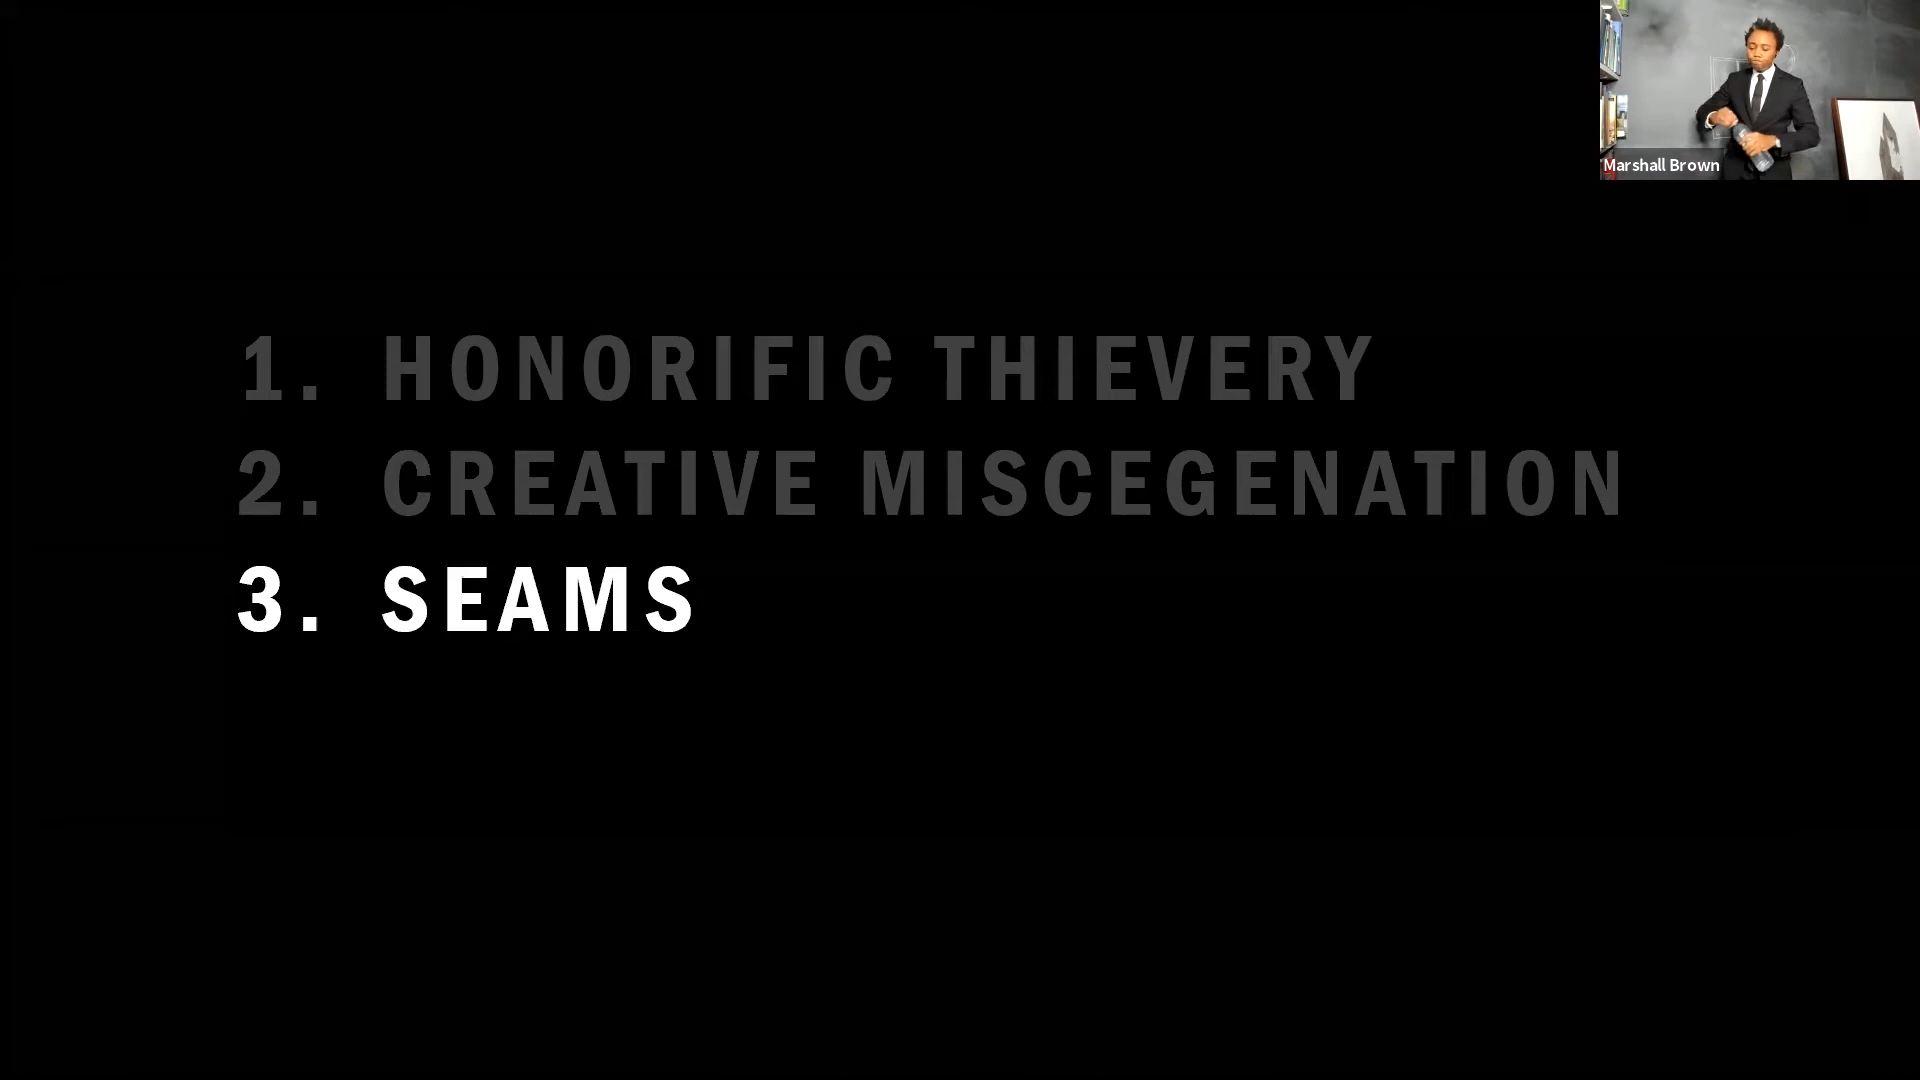 Marshall Brown
1. HONORIFIC THIEVERY
2. CREATIVE MISCEGENATION
3. SEAMS